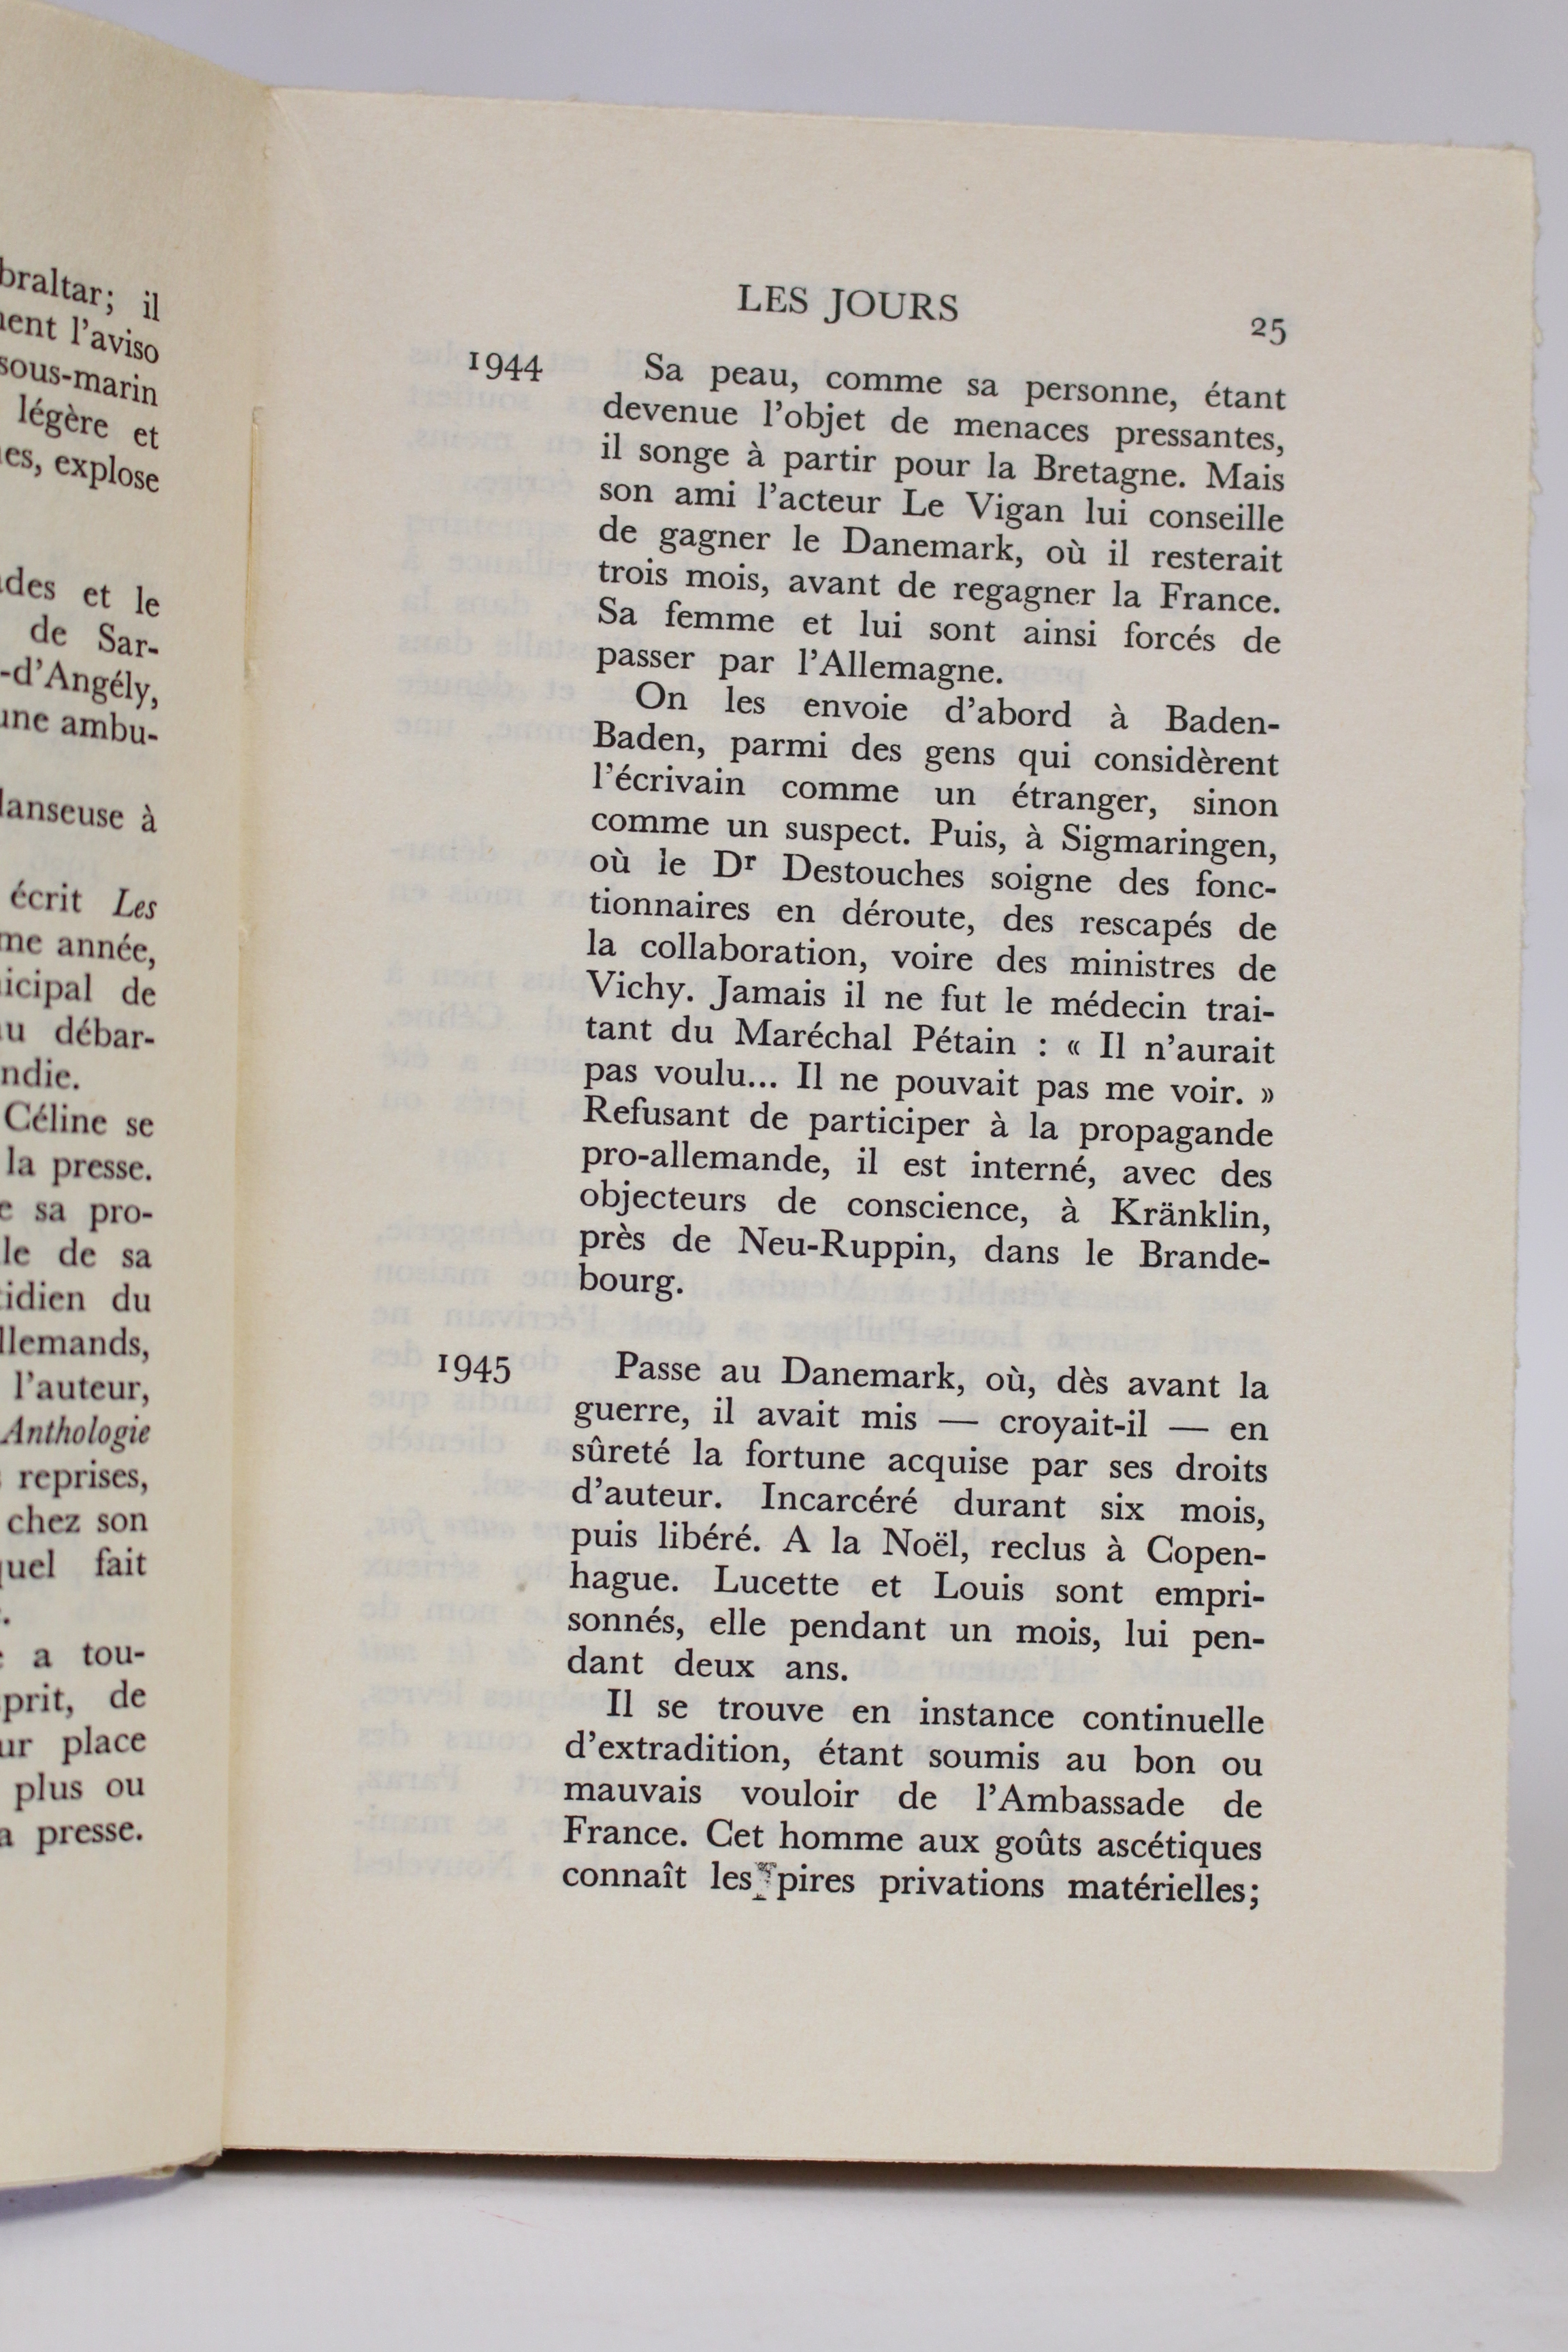 braltar; il
ent l'aviso
sous-marin
légère et
es, explose
ades et le
de Sar-
-d'Angély,
une ambu-
danseuse à
écrit Les
me année,
icipal de
u débar-
ndie.
Céline se
la presse.
e sa pro-
le de sa
tidien du
llemands,
l'auteur,
Anthologie
reprises,
chez son
quel fait
a tou-
sprit, de
ur place
plus ou
a presse.
LES JOURS
25
1944 Sa peau, comme sa personne, étant
devenue l'objet de menaces pressantes,
il songe à partir pour la Bretagne. Mais
son ami l'acteur Le Vigan lui conseille
de gagner le Danemark, où il resterait
trois mois, avant de regagner la France.
Sa femme et lui sont ainsi forcés de
passer par l'Allemagne.
On les envoie d'abord à Baden-
Baden, parmi des gens qui considèrent
l'écrivain comme un étranger, sinon
comme un suspect. Puis, à Sigmaringen,
où le Dr Destouches soigne des fonc-
tionnaires en déroute, des rescapés de
la collaboration, voire des ministres de
Vichy. Jamais il ne fut le médecin trai-
tant du Maréchal Pétain : « Il n'aurait
pas voulu... Il ne pouvait pas me voir. »
Refusant de participer à la propagande
pro-allemande, il est interné, avec des
objecteurs de conscience, à Kränklin,
près de Neu-Ruppin, dans le Brande-
bourg.
1945 Passe au Danemark, où, dès avant la
guerre, il avait mis — croyait-il — en
sûreté la fortune acquise par ses droits
d'auteur. Incarcéré durant six mois,
puis libéré. A la Noël, reclus à Copen-
hague. Lucette et Louis sont empri-
sonnés, elle pendant un mois, lui pen-
dant deux ans.
Il se trouve en instance continuelle
d'extradition, étant soumis au bon ou
mauvais vouloir de l'Ambassade de
France. Cet homme aux goûts ascétiques
connaît les pires privations matérielles;